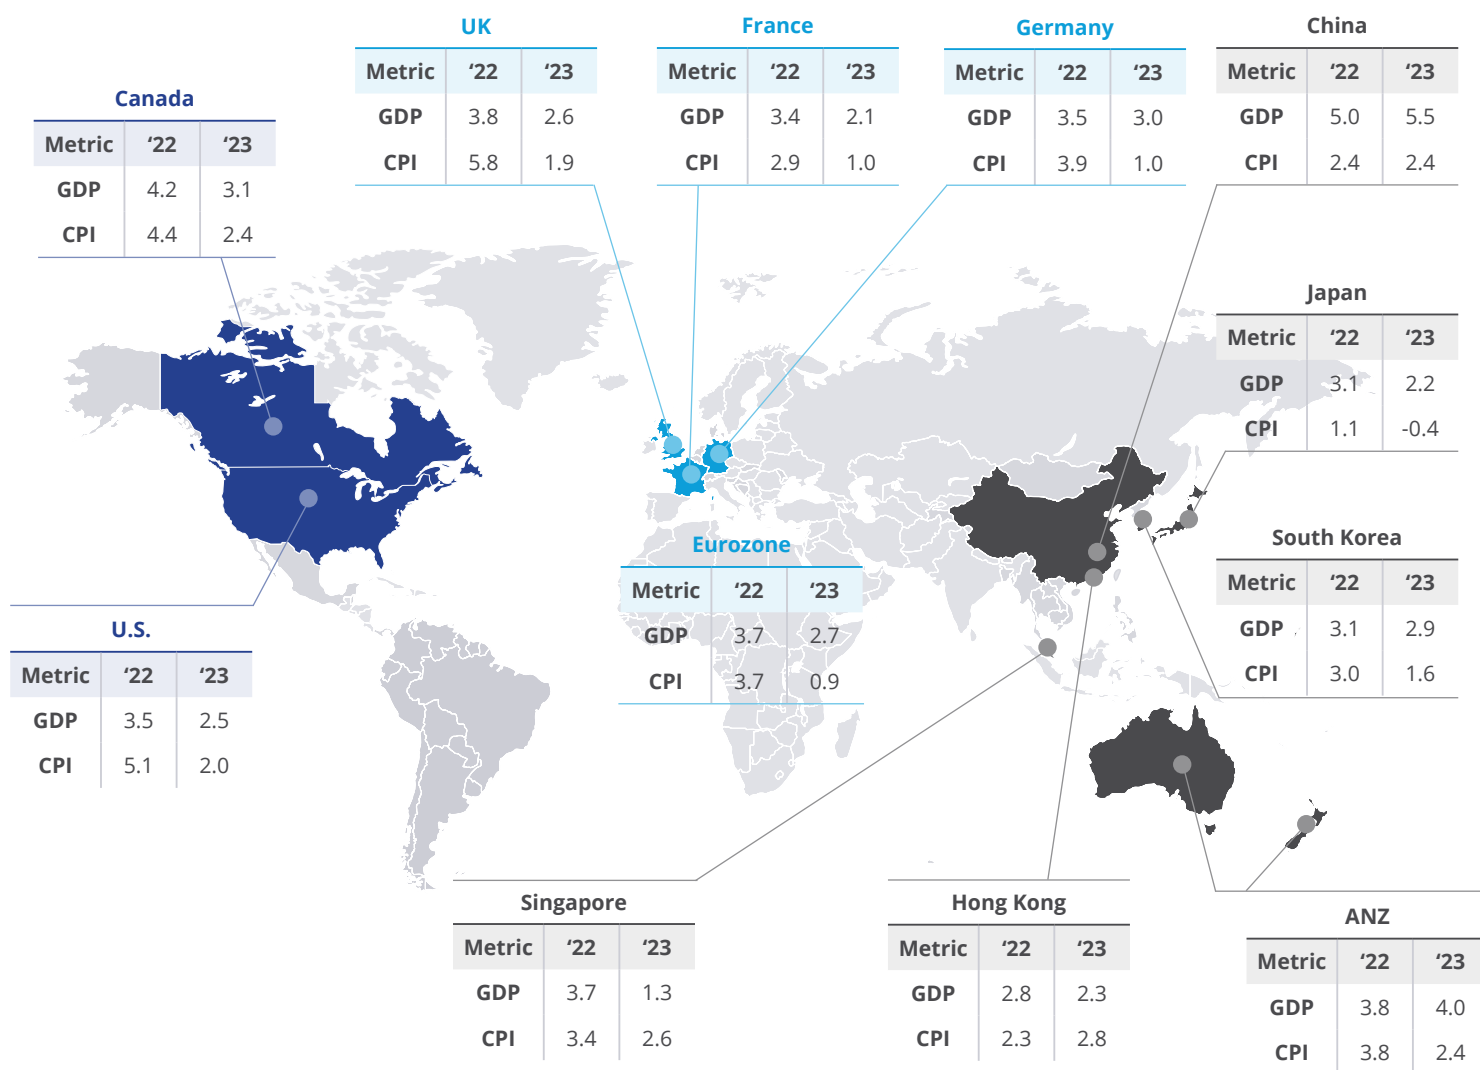 UK
Metric ‘22 ‘23
GDP 3.8 2.6
CPI 5.8 1.9
France
Metric ‘22 ‘23
GDP 3.4 2.1
CPI 2.9 1.0
Germany
Metric ‘22 ‘23
GDP 3.5 3.0
CPI 3.9 1.0
China
Metric ‘22 ‘23
GDP 5.0 5.5
CPI 2.4 2.4
Canada
Metric ‘22 ‘23
GDP 4.2 3.1
CPI 4.4 2.4
Japan
Metric ‘22 ‘23
GDP 3.1 2.2
CPI 1.1 -0.4
Eurozone
Metric ‘22 ‘23
GDP 3.7 2.7
CPI 3.7 0.9
South Korea
Metric ‘22 ‘23
GDP 3.1 2.9
CPI 3.0 1.6
U.S.
Metric ‘22 ‘23
GDP 3.5 2.5
CPI 5.1 2.0
Singapore
Metric ‘22 ‘23
GDP 3.7 1.3
CPI 3.4 2.6
Hong Kong
Metric ‘22 ‘23
GDP 2.8 2.3
CPI 2.3 2.8
ANZ
Metric ‘22 ‘23
GDP 3.8 4.0
CPI 3.8 2.4